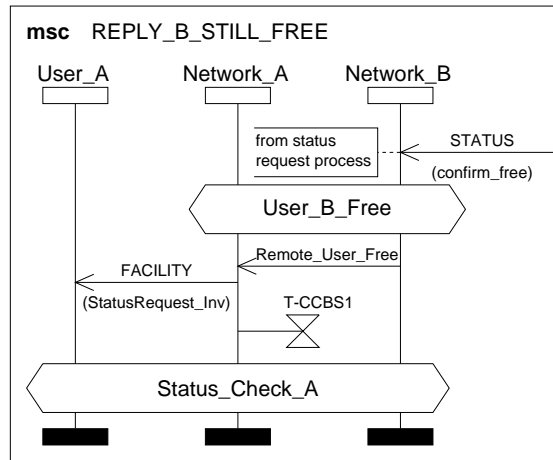 msc REPLY_B_STILL_FREE
User_A Network_A Network_B
from status
request process
STATUS
(confirm_free)
User_B_Free
Remote_User_Free
FACILITY
(StatusRequest_Inv)
T-CCBS1
Status_Check_A